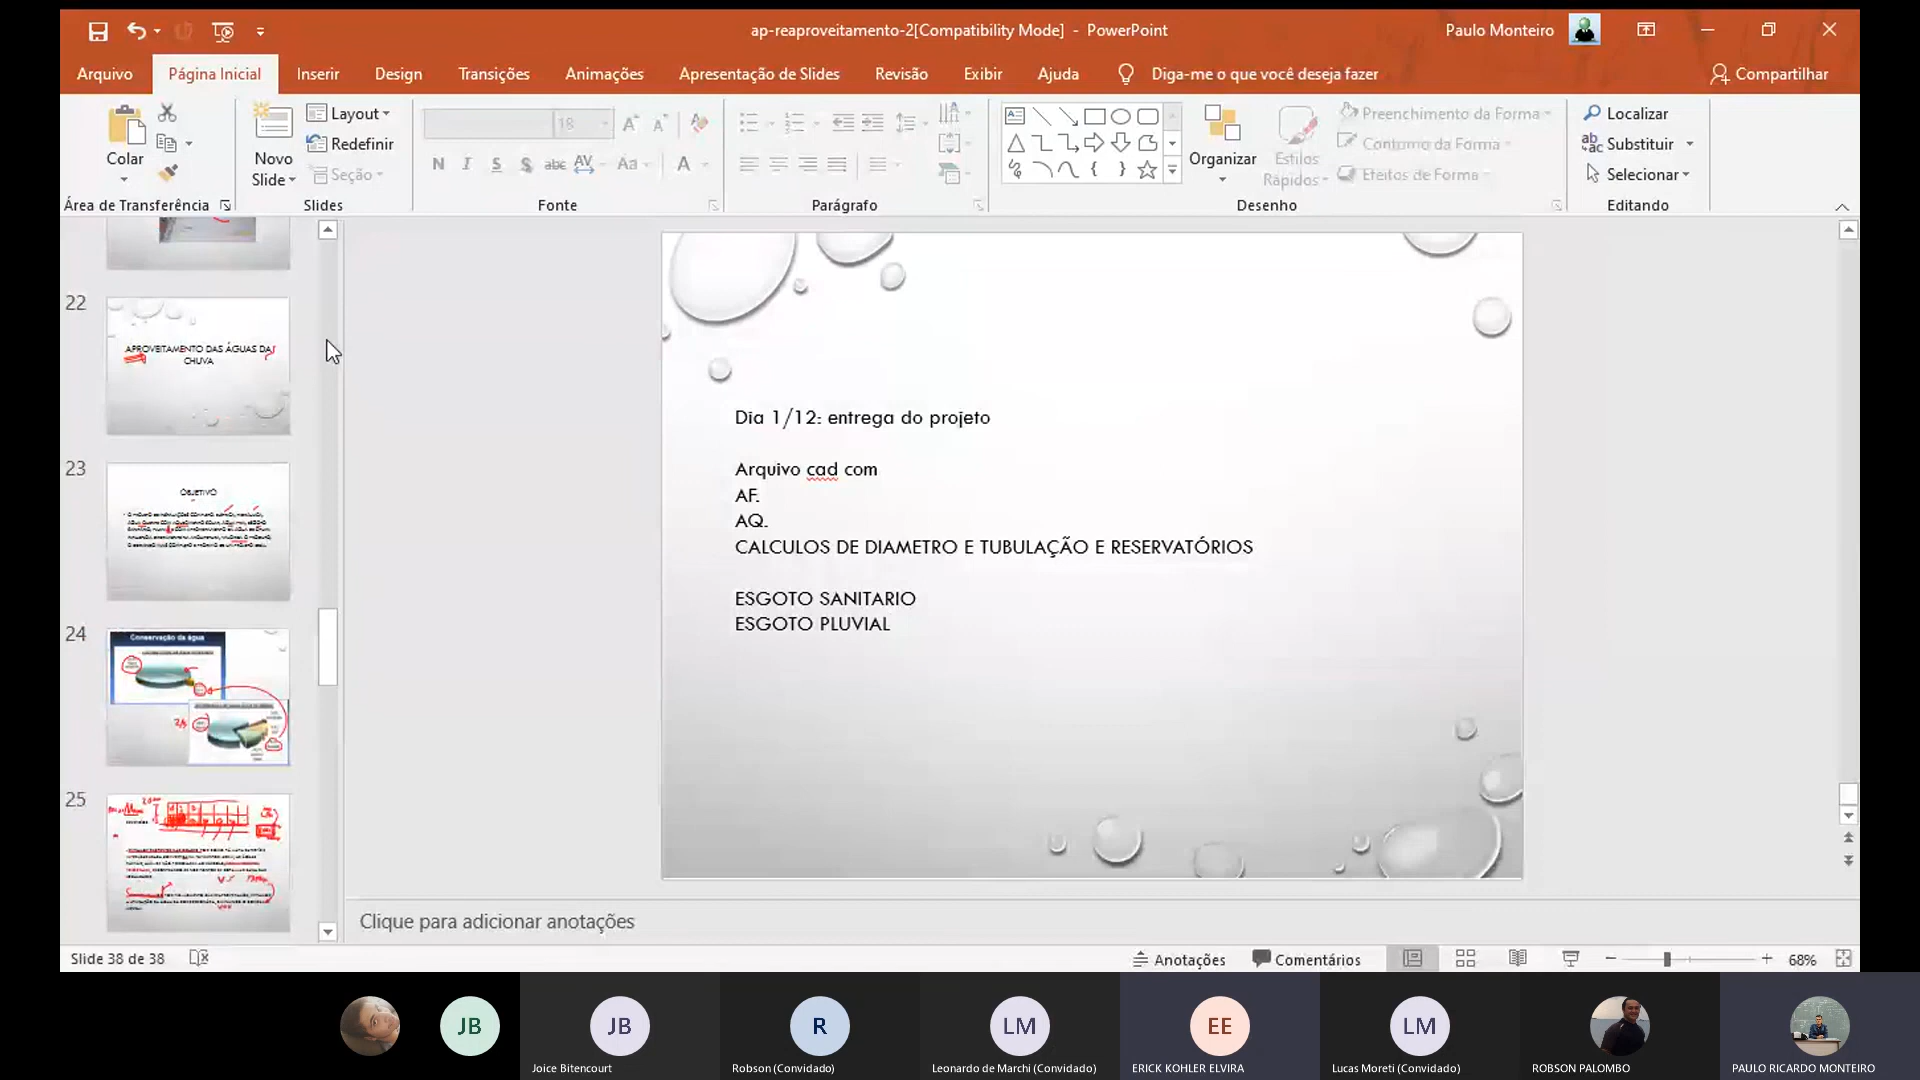 ap-reaproveitamento-2[Compatibility Mode] - PowerPoint
Paulo Monteiro
Arquivo
Página Inicial
Inserir
Design
Transições
Animações
Apresentação de Slides
Revisão
Exibir
Ajuda
Diga-me o que você deseja fazer
Compartilhar
Colar
Área de Transferência
Novo
Slide
Layout
Redefinir
Seção
Slides
18
N I S S abc AV Aa A
Fonte
Parágrafo
Organizar
Estilos
Rápidos
Preenchimento da Forma
Contorno da Forma
Efeitos de Forma
Desenho
Localizar
Substituir
Selecionar
Editando
22
APROVEITAMENTO DAS ÁGUAS DA
CHUVA
23
OBJETIVO
24
Conservação da água
25
Dia 1/12: entrega do projeto
Arquivo cad com
AF.
AQ.
CALCULOS DE DIAMETRO E TUBULAÇÃO E RESERVATÓRIOS
ESGOTO SANITARIO
ESGOTO PLUVIAL
Clique para adicionar anotações
Slide 38 de 38
Anotações
Comentários
68%
JB
JB
Joice Bitencourt
R
Robson (Convidado)
LM
Leonardo de Marchi (Convidado)
EE
ERICK KOHLER ELVIRA
LM
Lucas Moreti (Convidado)
ROBSON PALOMBO
PAULO RICARDO MONTEIRO